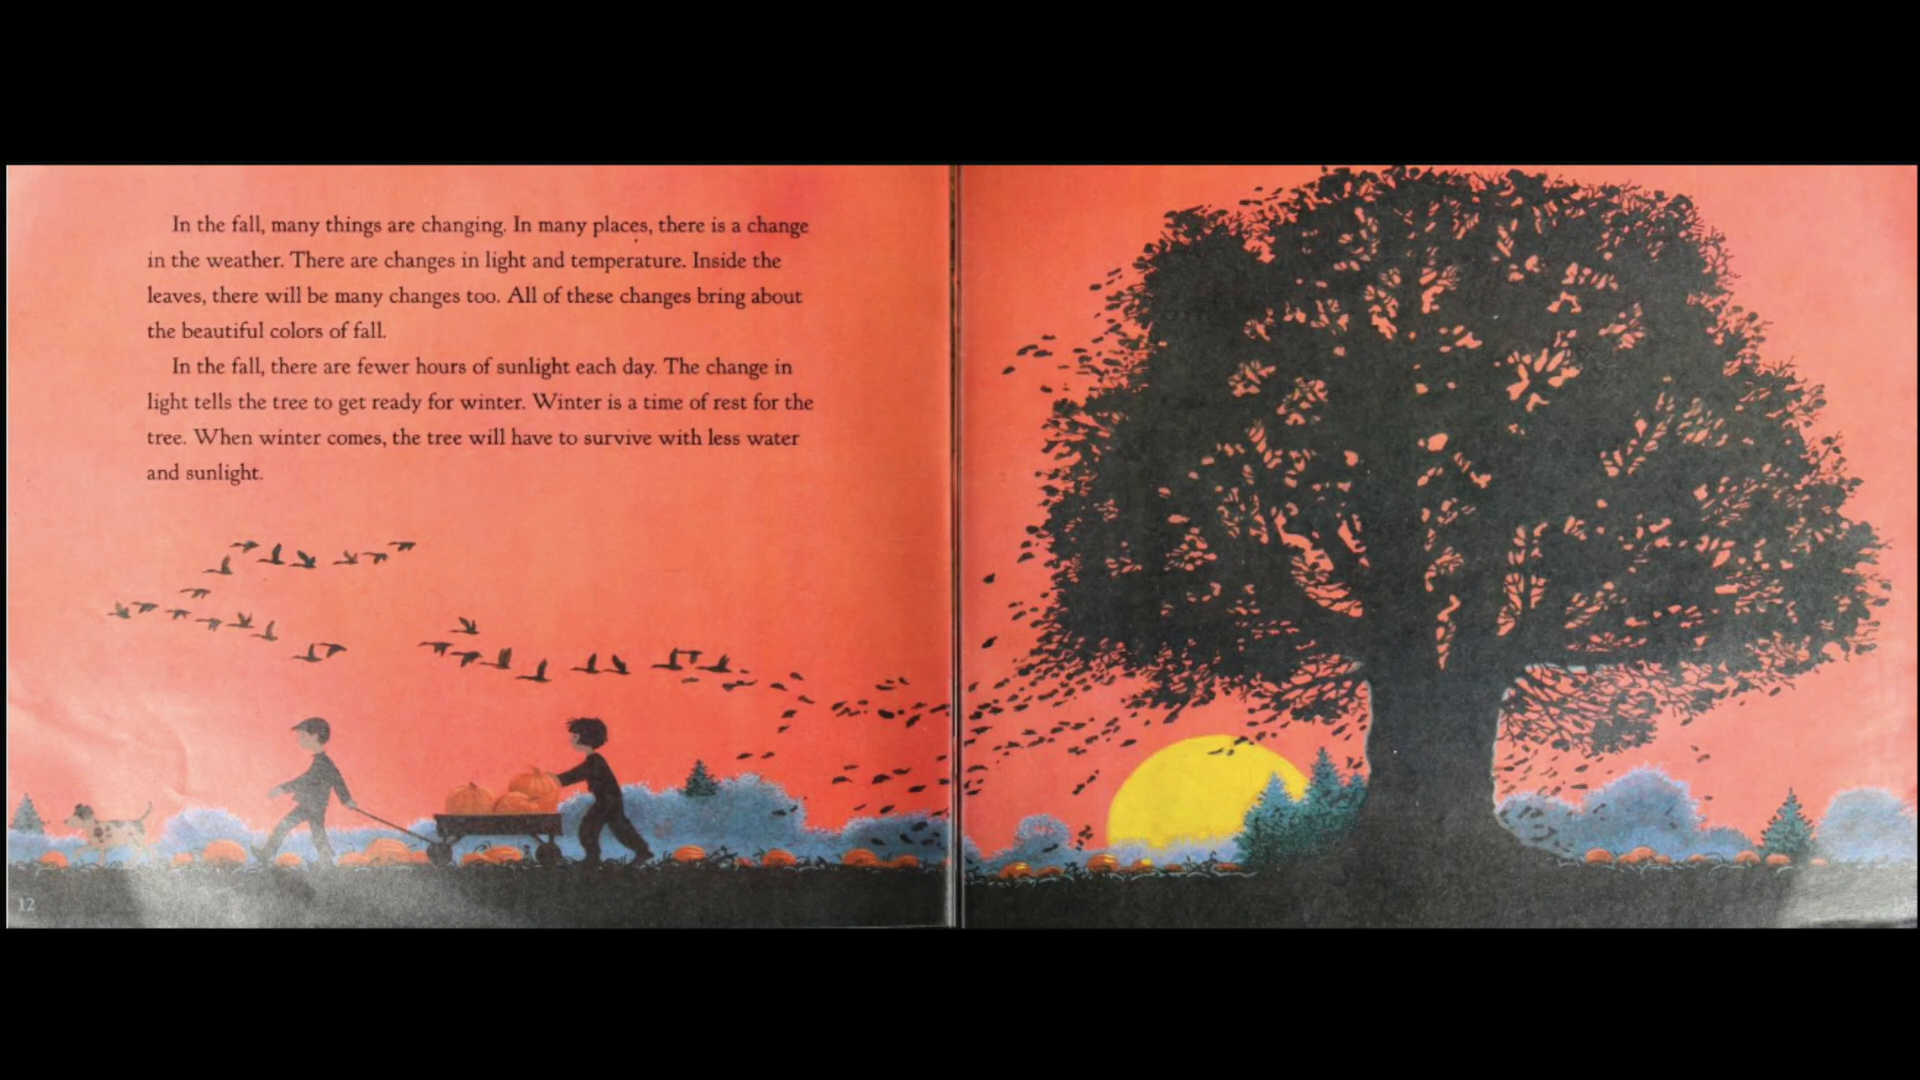 In the fall, many things are changing. In many places, there is a change
in the weather. There are changes in light and temperature. Inside the
leaves, there will be many changes too. All of these changes bring about
the beautiful colors of fall.
In the fall, there are fewer hours of sunlight each day. The change in
light tells the tree to get ready for winter. Winter is a time of rest for the
tree. When winter comes, the tree will have to survive with less water
and sunlight.
12